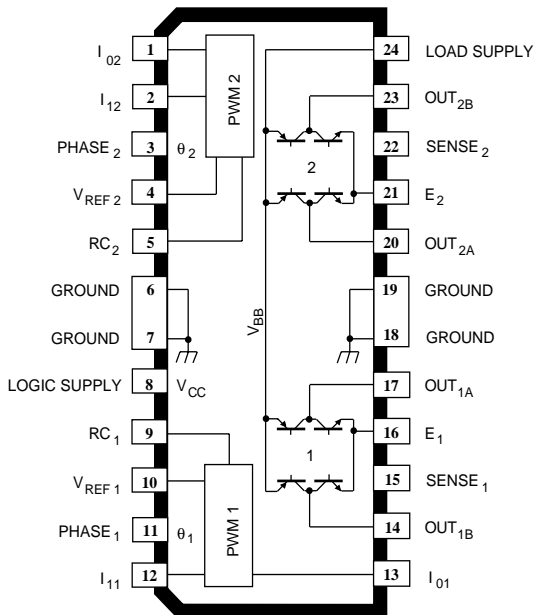 I02 1 24 LOAD SUPPLY
I12 2 PWM 2 23 OUT2B
PHASE2 3 θ2 22 SENSE2
2
VREF 2 4 21 E2
RC2 5 20 OUT2A
GROUND 6 19 GROUND
VBB
GROUND 7 18 GROUND
LOGIC SUPPLY 8 VCC 17 OUT1A
RC1 9 16 E1
1
VREF 1 10 15 SENSE1
PHASE1 11 θ1 PWM 1 14 OUT1B
I11 12 13 I01